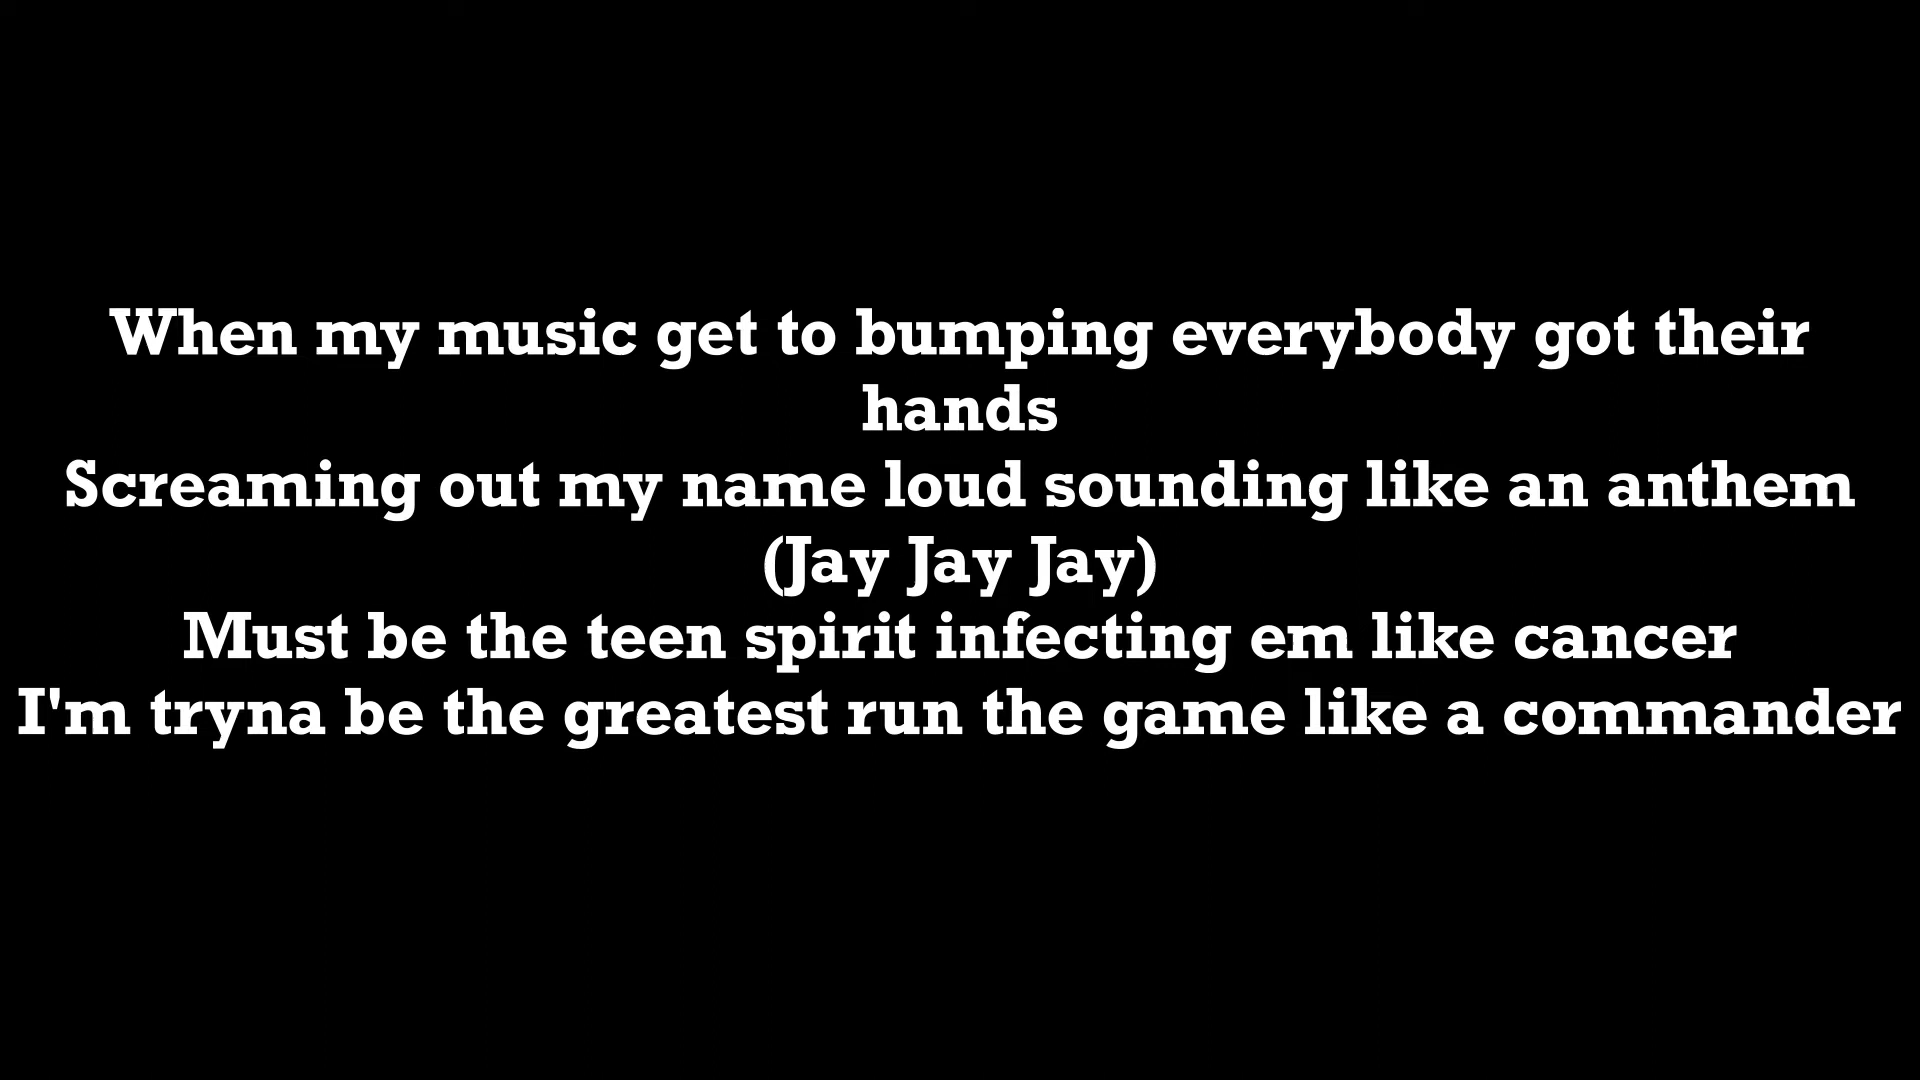 When my music get to bumping everybody got their
hands
Screaming out my name loud sounding like an anthem
(Jay Jay Jay)
Must be the teen spirit infecting em like cancer
I'm tryna be the greatest run the game like a commander